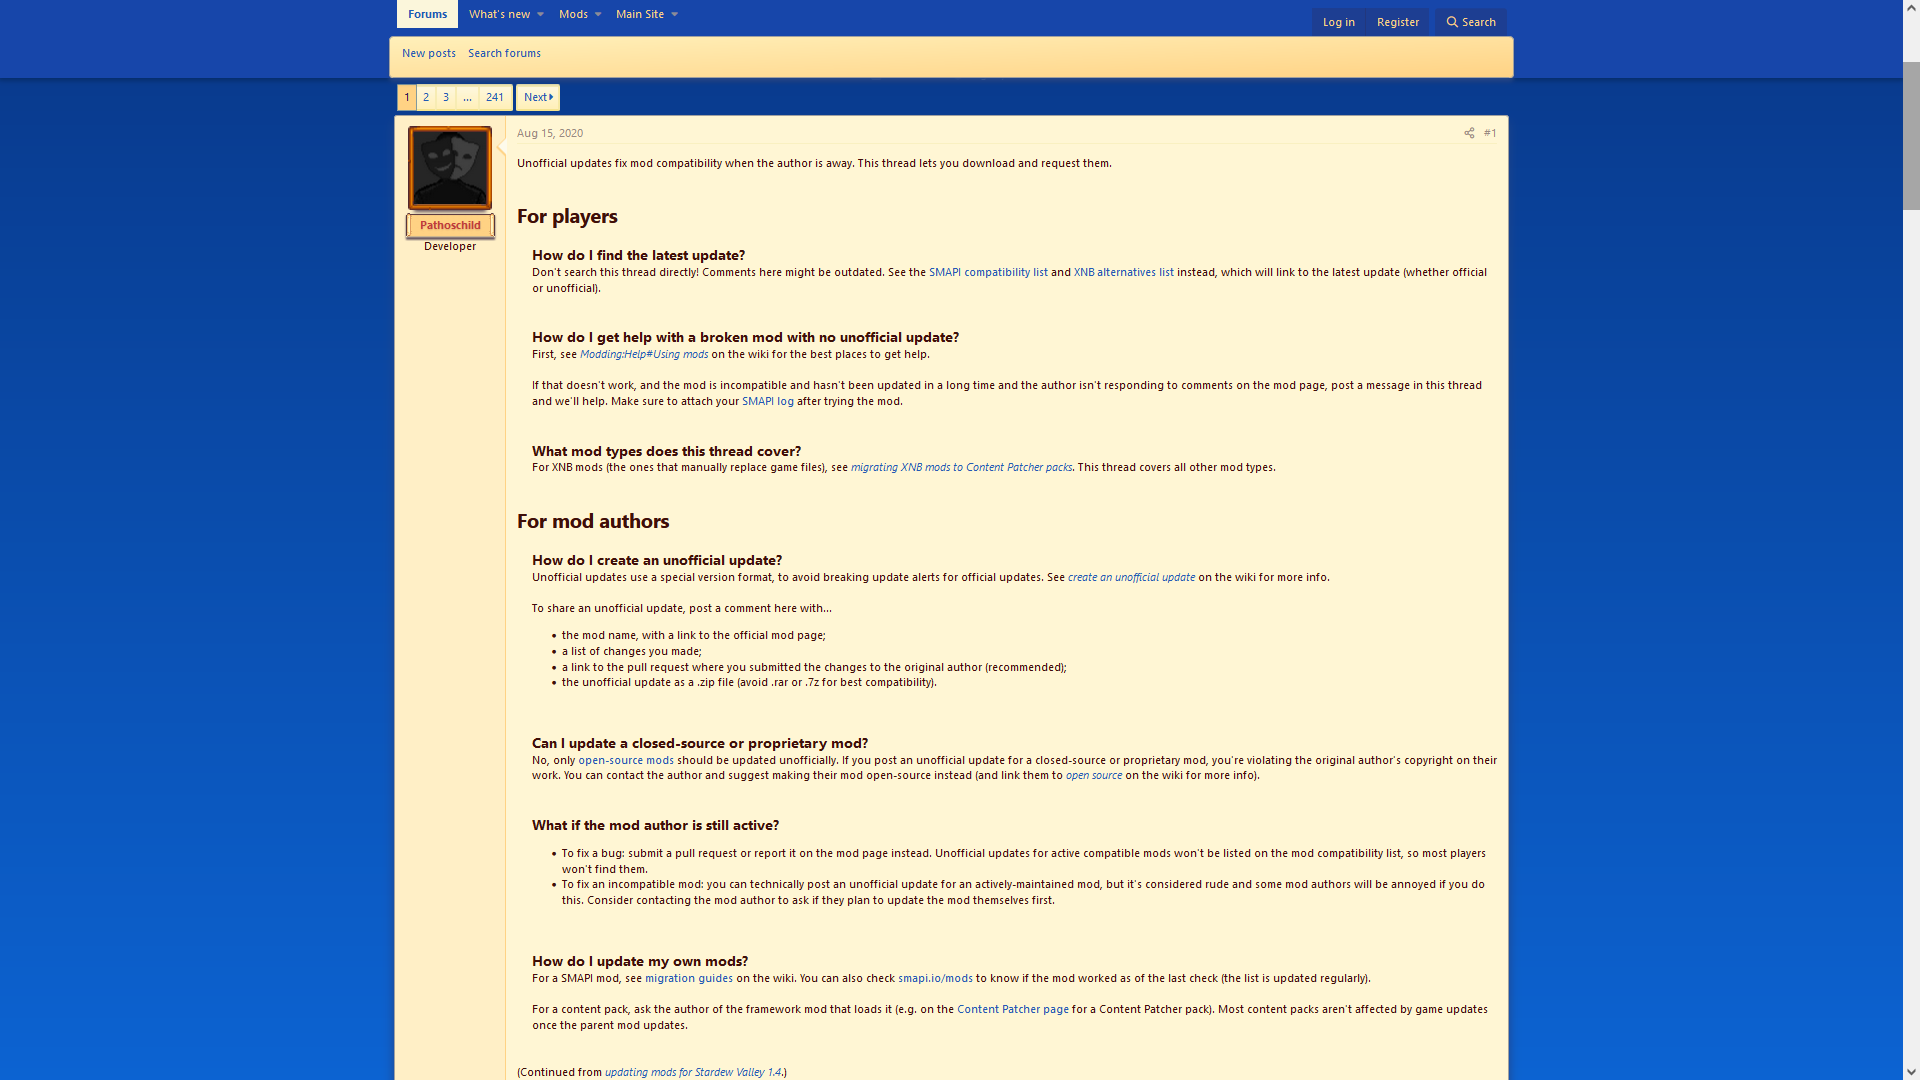 Forums What's new Mods Main Site
Log in Register Search
New posts Search forums
1 2 3 ... 241 Next
Aug 15, 2020 #1
Pathoschild
Developer
Unofficial updates fix mod compatibility when the author is away. This thread lets you download and request them.
For players
How do I find the latest update?
Don't search this thread directly! Comments here might be outdated. See the SMAPI compatibility list and XNB alternatives list instead, which will link to the latest update (whether official
or unofficial).
How do I get help with a broken mod with no unofficial update?
First, see Modding:Help#Using mods on the wiki for the best places to get help.
If that doesn't work, and the mod is incompatible and hasn't been updated in a long time and the author isn't responding to comments on the mod page, post a message in this thread
and we'll help. Make sure to attach your SMAPI log after trying the mod.
What mod types does this thread cover?
For XNB mods (the ones that manually replace game files), see migrating XNB mods to Content Patcher packs. This thread covers all other mod types.
For mod authors
How do I create an unofficial update?
Unofficial updates use a special version format, to avoid breaking update alerts for official updates. See create an unofficial update on the wiki for more info.
To share an unofficial update, post a comment here with...
• the mod name, with a link to the official mod page;
• a list of changes you made;
• a link to the pull request where you submitted the changes to the original author (recommended);
• the unofficial update as a .zip file (avoid .rar or .7z for best compatibility).
Can I update a closed-source or proprietary mod?
No, only open-source mods should be updated unofficially. If you post an unofficial update for a closed-source or proprietary mod, you're violating the original author's copyright on their
work. You can contact the author and suggest making their mod open-source instead (and link them to open source on the wiki for more info).
What if the mod author is still active?
• To fix a bug: submit a pull request or report it on the mod page instead. Unofficial updates for active compatible mods won't be listed on the mod compatibility list, so most players
won't find them.
• To fix an incompatible mod: you can technically post an unofficial update for an actively-maintained mod, but it's considered rude and some mod authors will be annoyed if you do
this. Consider contacting the mod author to ask if they plan to update the mod themselves first.
How do I update my own mods?
For a SMAPI mod, see migration guides on the wiki. You can also check smapi.io/mods to know if the mod worked as of the last check (the list is updated regularly).
For a content pack, ask the author of the framework mod that loads it (e.g. on the Content Patcher page for a Content Patcher pack). Most content packs aren't affected by game updates
once the parent mod updates.
(Continued from updating mods for Stardew Valley 1.4.)